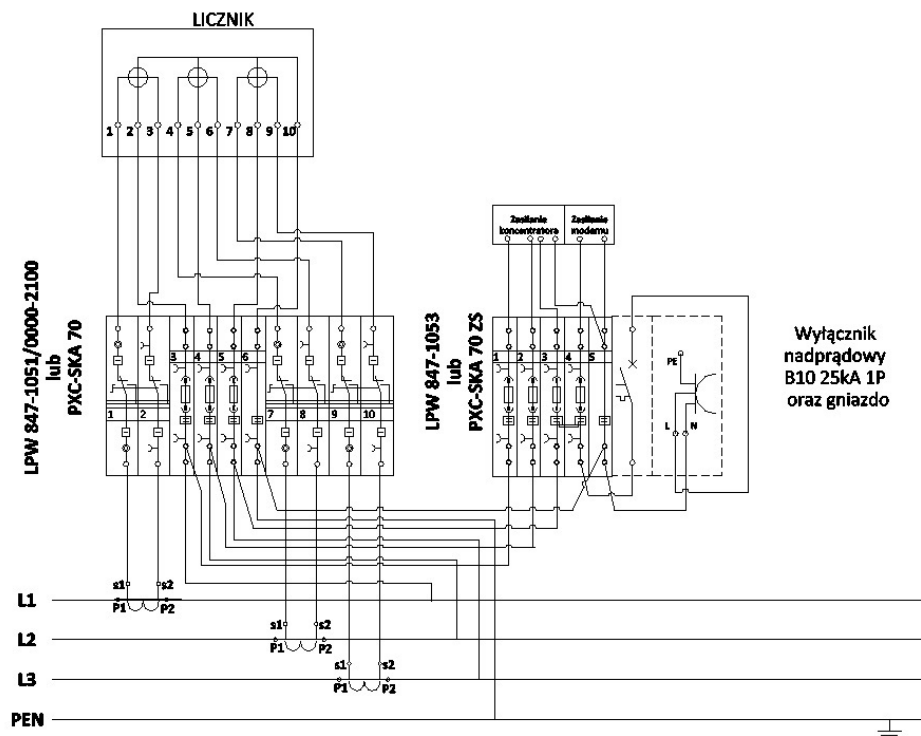 LICZNIK
1 2 3 4 5 6 7 8 9 10
Zasilanie
koncentratora
Zasilanie
modemu
LPW 847-1051/0000-2100
lub
PXC-SKA 70
3 4 5 6
1 2 7 8 9 10
LPW 847-1053
lub
PXC-SKA 70 ZS
1 2 3 4 5
PE
L N
Wyłącznik
nadprądowy
B10 25kA 1P
oraz gniazdo
s1 s2
L1
P1 P2
s1 s2
L2
P1 P2
s1 s2
L3
P1 P2
PEN